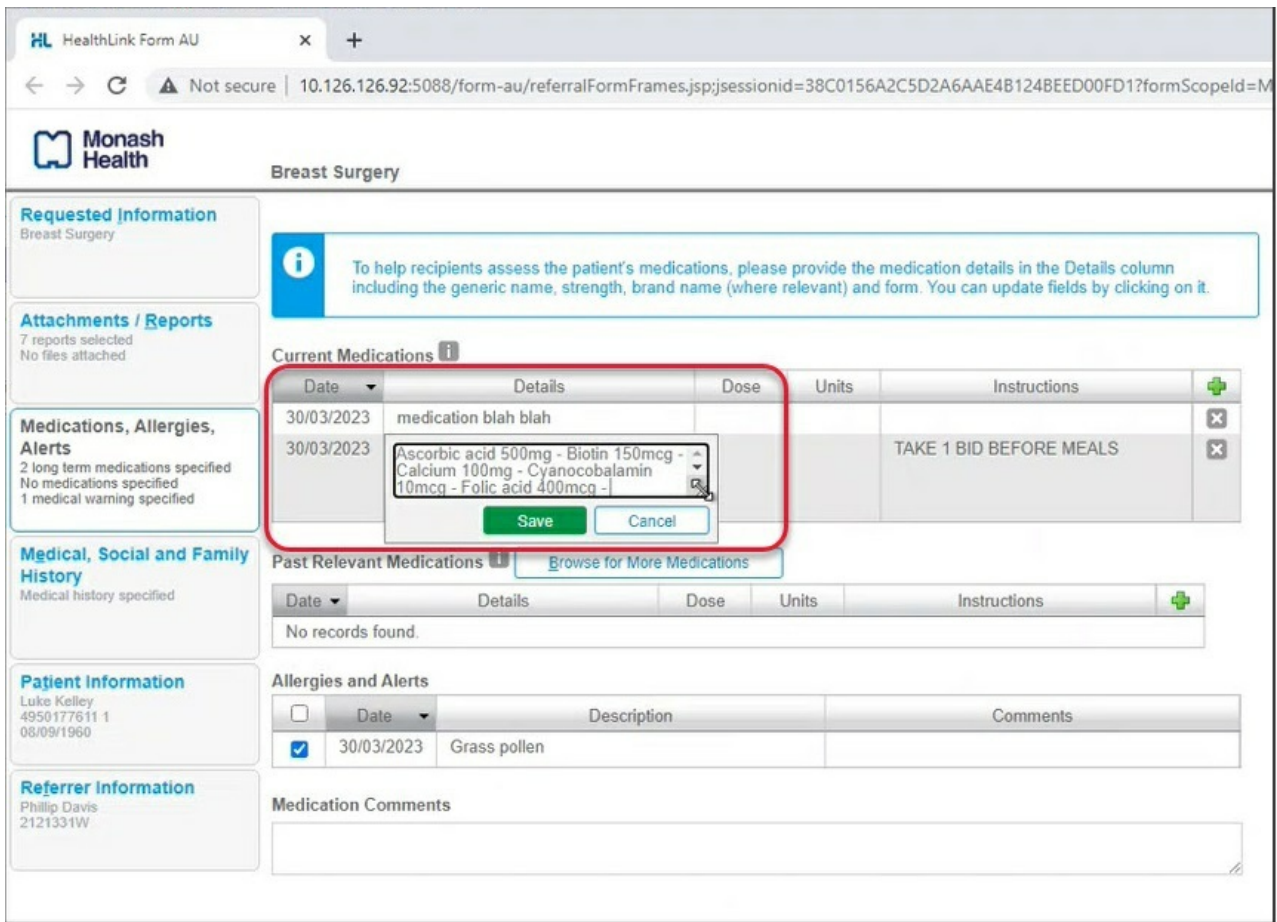 HL HealthLink Form AU
Not secure | 10.126.126.92:5088/form-au/referralFormFrames.jsp;jsessionid=38C0156A2C5D2A6AAE4B124BEED00FD1?formScopeId=M
Monash
Health
Breast Surgery
Requested Information
Breast Surgery
Attachments / Reports
7 reports selected
No files attached
Medications, Allergies,
Alerts
2 long term medications specified
No medications specified
1 medical warning specified
Medical, Social and Family
History
Medical history specified
Patient Information
Luke Kelley
4950177611 1
08/09/1960
Referrer Information
Phillip Davis
2121331W
To help recipients assess the patient's medications, please provide the medication details in the Details column
including the generic name, strength, brand name (where relevant) and form. You can update fields by clicking on it.
Current Medications
Date Details Dose Units Instructions
30/03/2023 medication blah blah
30/03/2023 TAKE 1 BID BEFORE MEALS
Ascorbic acid 500mg - Biotin 150mcg -
Calcium 100mg - Cyanocobalamin
10mcg - Folic acid 400mcg -
Save Cancel
Past Relevant Medications Browse for More Medications
Date Details Dose Units Instructions
No records found.
Allergies and Alerts
Date Description Comments
30/03/2023 Grass pollen
Medication Comments